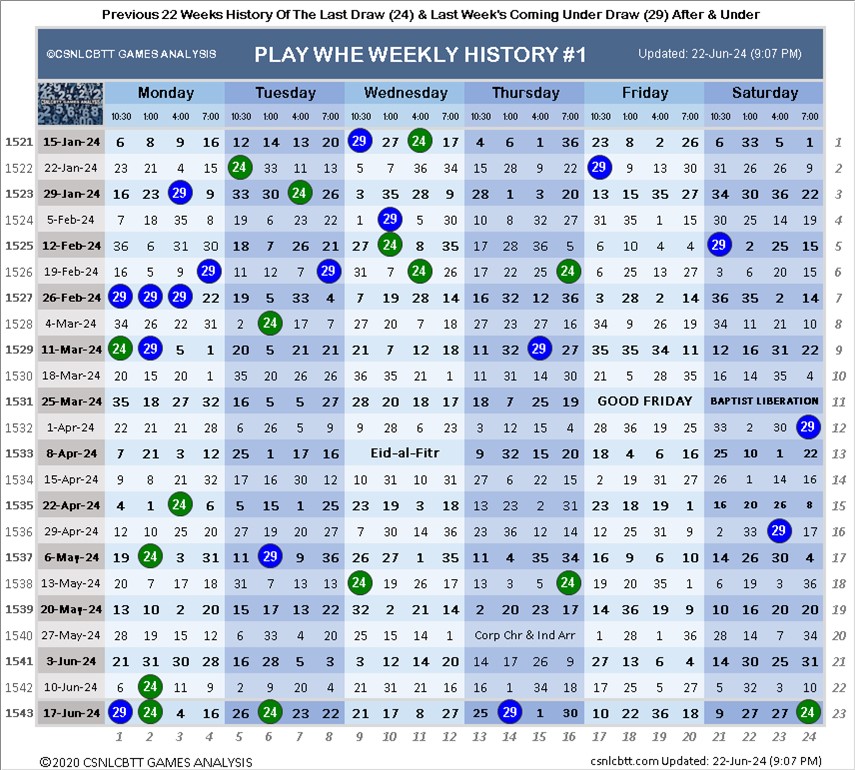 Previous 22 Weeks History Of The Last Draw (24) & Last Week's Coming Under Draw (29) After & Under
©CSNLCBTT GAMES ANALYSIS PLAY WHE WEEKLY HISTORY #1 Updated: 22-Jun-24 (9:07 PM)
Monday Tuesday Wednesday Thursday Friday Saturday
CSNLCBTT GAMES ANALYSIS
10:30 1:00 4:00 7:00 10:30 1:00 4:00 7:00 10:30 1:00 4:00 7:00 10:30 1:00 4:00 7:00 10:30 1:00 4:00 7:00 10:30 1:00 4:00 7:00
1521 15-Jan-24 6 8 9 16 12 14 13 20 29 27 24 17 4 6 1 36 23 8 2 26 6 33 5 1 1
1522 22-Jan-24 23 21 4 15 24 33 11 13 5 7 36 34 15 28 9 22 29 9 13 30 31 26 26 9 2
1523 29-Jan-24 16 23 29 9 33 30 24 26 3 35 28 9 28 1 3 20 13 15 35 27 34 30 36 22 3
1524 5-Feb-24 7 18 35 8 19 6 23 22 1 29 5 30 10 8 32 27 31 35 1 15 30 25 14 19 4
1525 12-Feb-24 36 6 31 30 18 7 26 21 27 24 8 35 17 28 36 5 6 10 4 4 29 2 25 15 5
1526 19-Feb-24 16 5 9 29 11 12 7 29 31 7 24 26 17 22 25 24 6 25 13 27 3 6 20 15 6
1527 26-Feb-24 29 29 29 22 19 5 33 4 7 19 28 14 16 32 12 36 3 28 2 14 36 35 2 14 7
1528 4-Mar-24 34 26 22 31 2 24 17 7 27 20 7 18 27 23 27 16 34 9 26 19 34 11 21 10 8
1529 11-Mar-24 24 29 5 1 20 5 21 21 21 7 12 18 11 32 29 27 35 35 34 11 12 16 31 22 9
1530 18-Mar-24 20 15 20 1 35 20 26 26 36 35 21 1 11 31 14 30 21 5 28 35 16 14 35 4 10
1531 25-Mar-24 35 18 27 32 16 5 5 27 28 20 18 17 18 7 25 19 GOOD FRIDAY BAPTIST LIBERATION 11
1532 1-Apr-24 22 21 21 28 6 26 5 9 9 28 6 23 3 12 15 4 28 36 19 25 33 2 30 29 12
1533 8-Apr-24 7 21 3 12 25 1 17 16 Eid-al-Fitr 9 32 15 20 18 4 6 16 25 10 1 22 13
1534 15-Apr-24 9 8 21 32 17 16 30 12 10 31 10 31 27 6 22 15 2 19 31 27 26 1 14 16 14
1535 22-Apr-24 4 1 24 6 5 15 1 25 23 19 3 18 13 23 2 31 23 18 19 1 16 20 26 8 15
1536 29-Apr-24 12 10 25 20 27 19 20 27 7 30 14 36 23 36 12 14 12 25 31 9 2 33 29 17 16
1537 6-May-24 19 24 3 31 11 29 9 36 26 27 1 35 11 4 35 34 16 9 6 10 14 26 30 4 17
1538 13-May-24 20 7 17 18 31 13 13 12 24 19 26 17 13 3 5 24 19 20 35 1 6 19 3 36 18
1539 20-May-24 13 10 2 20 15 17 13 22 32 2 21 14 2 20 23 17 14 36 19 9 10 16 20 20 19
1540 27-May-24 28 19 15 12 6 33 4 20 25 15 14 1 Corp Chr & Ind Arr 1 28 1 36 28 14 7 34 20
1541 3-Jun-24 21 31 30 28 16 28 5 3 3 12 14 20 14 17 26 9 27 13 6 4 14 30 25 31 21
1542 10-Jun-24 6 24 11 9 2 9 20 4 21 31 21 16 16 1 34 18 17 25 5 27 5 32 3 10 22
1543 17-Jun-24 29 24 4 16 26 24 23 22 21 17 8 27 25 29 1 30 10 22 36 18 9 27 27 24 23
1 2 3 4 5 6 7 8 9 10 11 12 13 14 15 16 17 18 19 20 21 22 23 24
©2020 CSNLCBTT GAMES ANALYSIS csnlcbtt.com Updated: 22-Jun-24 (9:07 PM)